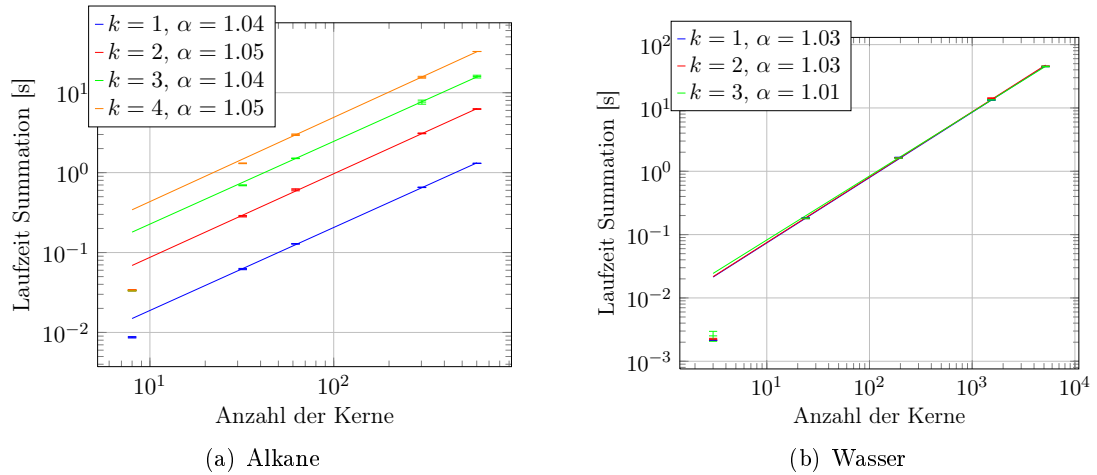 k = 1, α = 1.04
k = 2, α = 1.05
k = 3, α = 1.04
k = 4, α = 1.05
Laufzeit Summation [s]
10^1
10^0
10^-1
10^-2
10^1
10^2
Anzahl der Kerne
(a) Alkane
k = 1, α = 1.03
k = 2, α = 1.03
k = 3, α = 1.01
Laufzeit Summation [s]
10^2
10^1
10^0
10^-1
10^-2
10^-3
10^1
10^2
10^3
10^4
Anzahl der Kerne
(b) Wasser